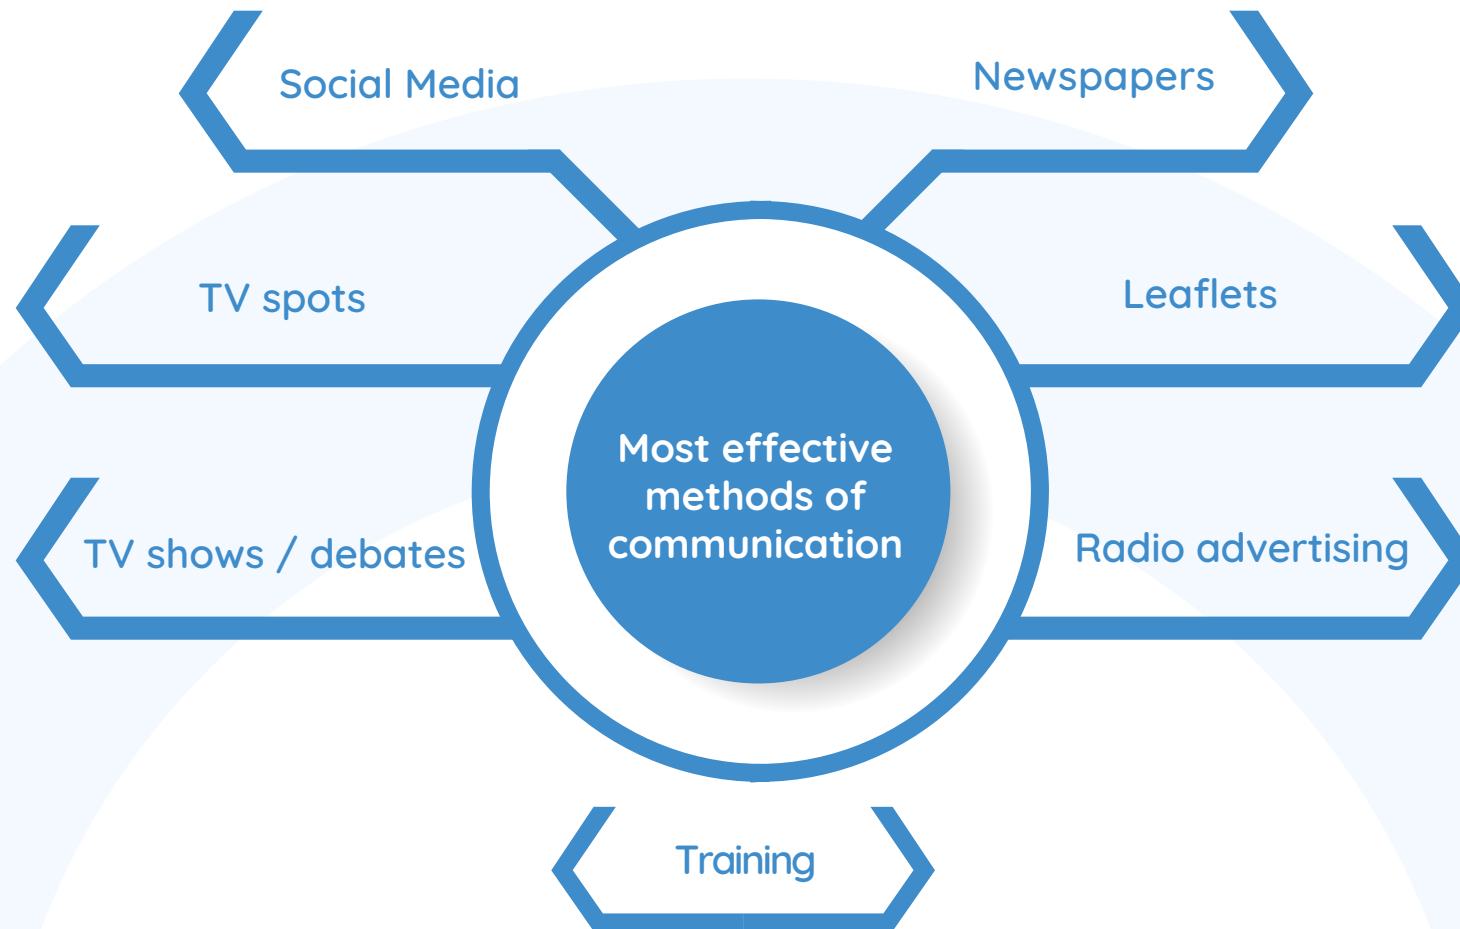 Social Media
Newspapers
TV spots
Leaflets
Most effective
methods of
communication
TV shows / debates
Radio advertising
Training